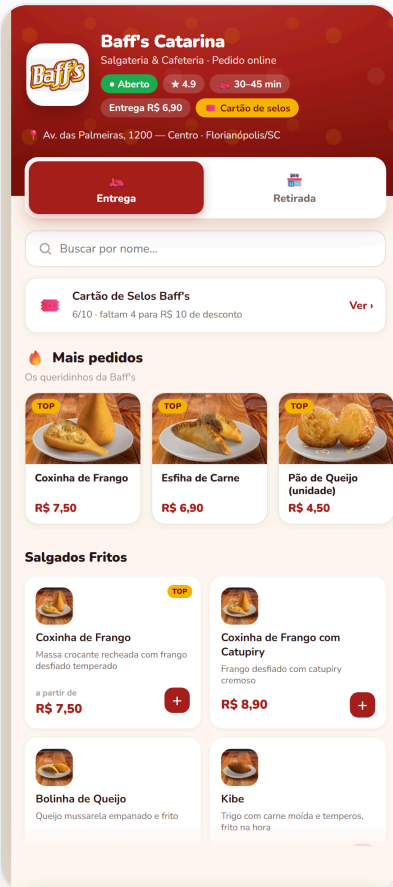 Baff's Catarina
Baff's
Salgateria & Cafeteria · Pedido online
Aberto
★ 4.9
30–45 min
Entrega R$ 6,90
Cartão de selos
Av. das Palmeiras, 1200 — Centro · Florianópolis/SC
Entrega
Retirada
Buscar por nome...
Cartão de Selos Baff's
6/10 · faltam 4 para R$ 10 de desconto
Ver ›
Mais pedidos
Os queridinhos da Baff's
TOP
TOP
TOP
Coxinha de Frango
R$ 7,50
Esfiha de Carne
R$ 6,90
Pão de Queijo
(unidade)
R$ 4,50
Salgados Fritos
TOP
Coxinha de Frango
Massa crocante recheada com frango
desfiado temperado
a partir de
R$ 7,50
+
Coxinha de Frango com
Catupiry
Frango desfiado com catupiry
cremoso
R$ 8,90
+
Bolinha de Queijo
Queijo mussarela empanado e frito
Kibe
Trigo com carne moída e temperos,
frito na hora